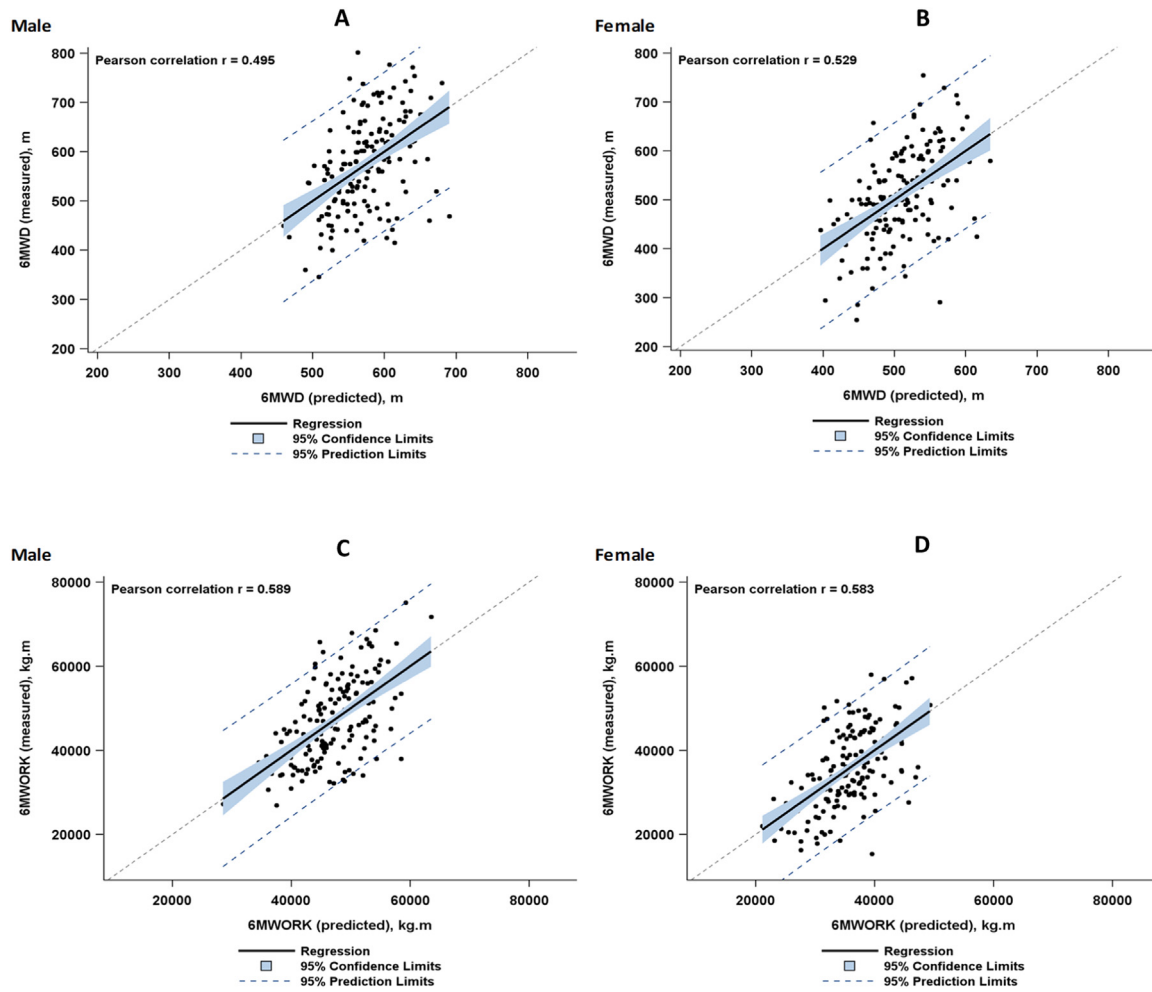 Male
A
Pearson correlation r = 0.495
6MWD (measured), m
800
700
600
500
400
300
200
200 300 400 500 600 700 800
6MWD (predicted), m
Regression
95% Confidence Limits
95% Prediction Limits
Female
B
Pearson correlation r = 0.529
6MWD (measured), m
800
700
600
500
400
300
200
200 300 400 500 600 700 800
6MWD (predicted), m
Regression
95% Confidence Limits
95% Prediction Limits
Male
C
Pearson correlation r = 0.589
6MWORK (measured), kg.m
80000
60000
40000
20000
20000 40000 60000 80000
6MWORK (predicted), kg.m
Regression
95% Confidence Limits
95% Prediction Limits
Female
D
Pearson correlation r = 0.583
6MWORK (measured), kg.m
80000
60000
40000
20000
20000 40000 60000 80000
6MWORK (predicted), kg.m
Regression
95% Confidence Limits
95% Prediction Limits